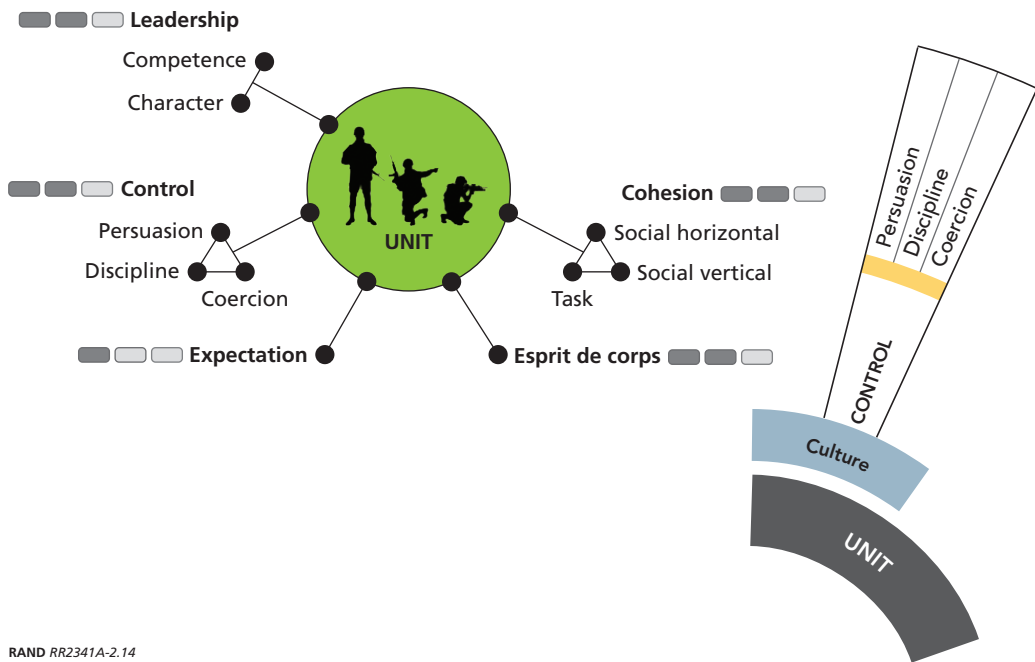 Leadership
Competence
Character
Control
Persuasion
Discipline
Coercion
UNIT
Cohesion
Social horizontal
Social vertical
Task
Expectation
Esprit de corps
Persuasion
Discipline
Coercion
CONTROL
Culture
UNIT
RAND RR2341A-2.14